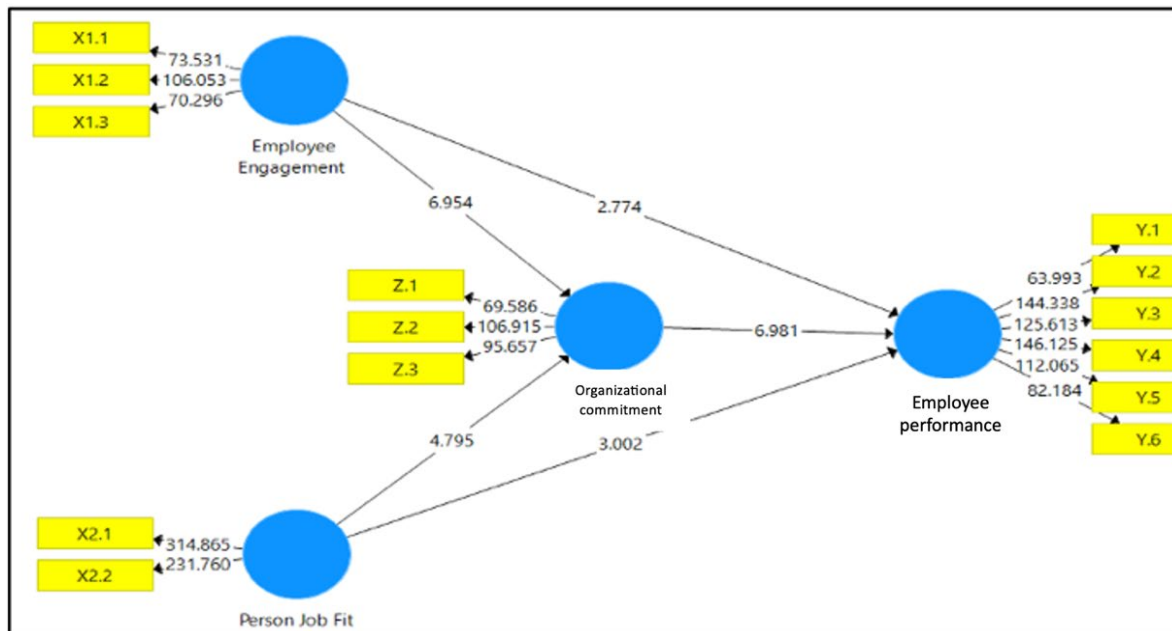 X1.1
73.531
X1.2
106.053
X1.3
70.296
Employee
Engagement
6.954
2.774
Y.1
63.993
Y.2
144.338
Y.3
125.613
146.125
Y.4
112.065
Y.5
82.184
Y.6
Z.1
69.586
Z.2
106.915
Z.3
95.657
6.981
Organizational
commitment
Employee
performance
4.795
3.002
X2.1
314.865
X2.2
231.760
Person Job Fit